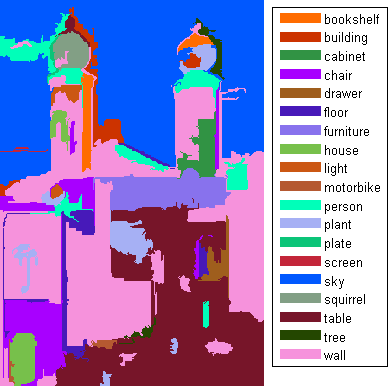 bookshelf
building
cabinet
chair
drawer
floor
furniture
house
light
motorbike
person
plant
plate
screen
sky
squirrel
table
tree
wall